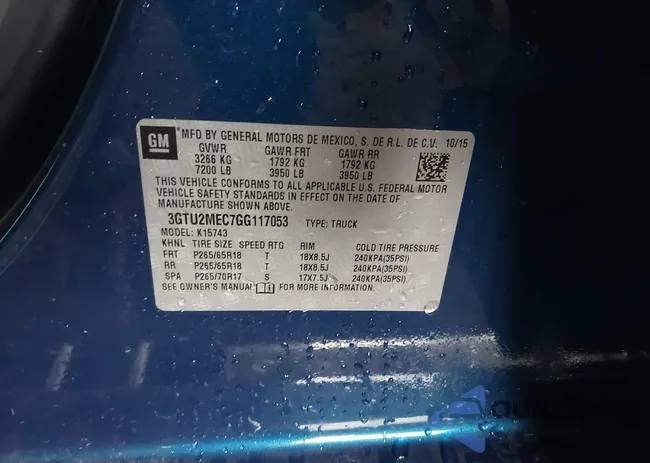 GM
*MFD BY GENERAL MOTORS DE MEXICO, S. DE R.L. DE C.V. 10/15
GVWR GAWR FRT GAWR RR
3266 KG 1792 KG 1792 KG
7200 LB 3950 LB 3950 LB
THIS VEHICLE CONFORMS TO ALL APPLICABLE U.S. FEDERAL MOTOR
VEHICLE SAFETY STANDARDS IN EFFECT ON THE DATE OF
MANUFACTURE SHOWN ABOVE.
3GTU2MEC7GG117053 TYPE: TRUCK
MODEL: K15743
KHNL TIRE SIZE SPEED RTG RIM COLD TIRE PRESSURE
FRT P265/65R18 T 18X8.5J 240KPA(35PSI)
RR P265/65R18 T 18X8.5J 240KPA(35PSI)
SPA P265/70R17 S 17X7.5J 240KPA(35PSI)
SEE OWNER'S MANUAL FOR MORE INFORMATION.